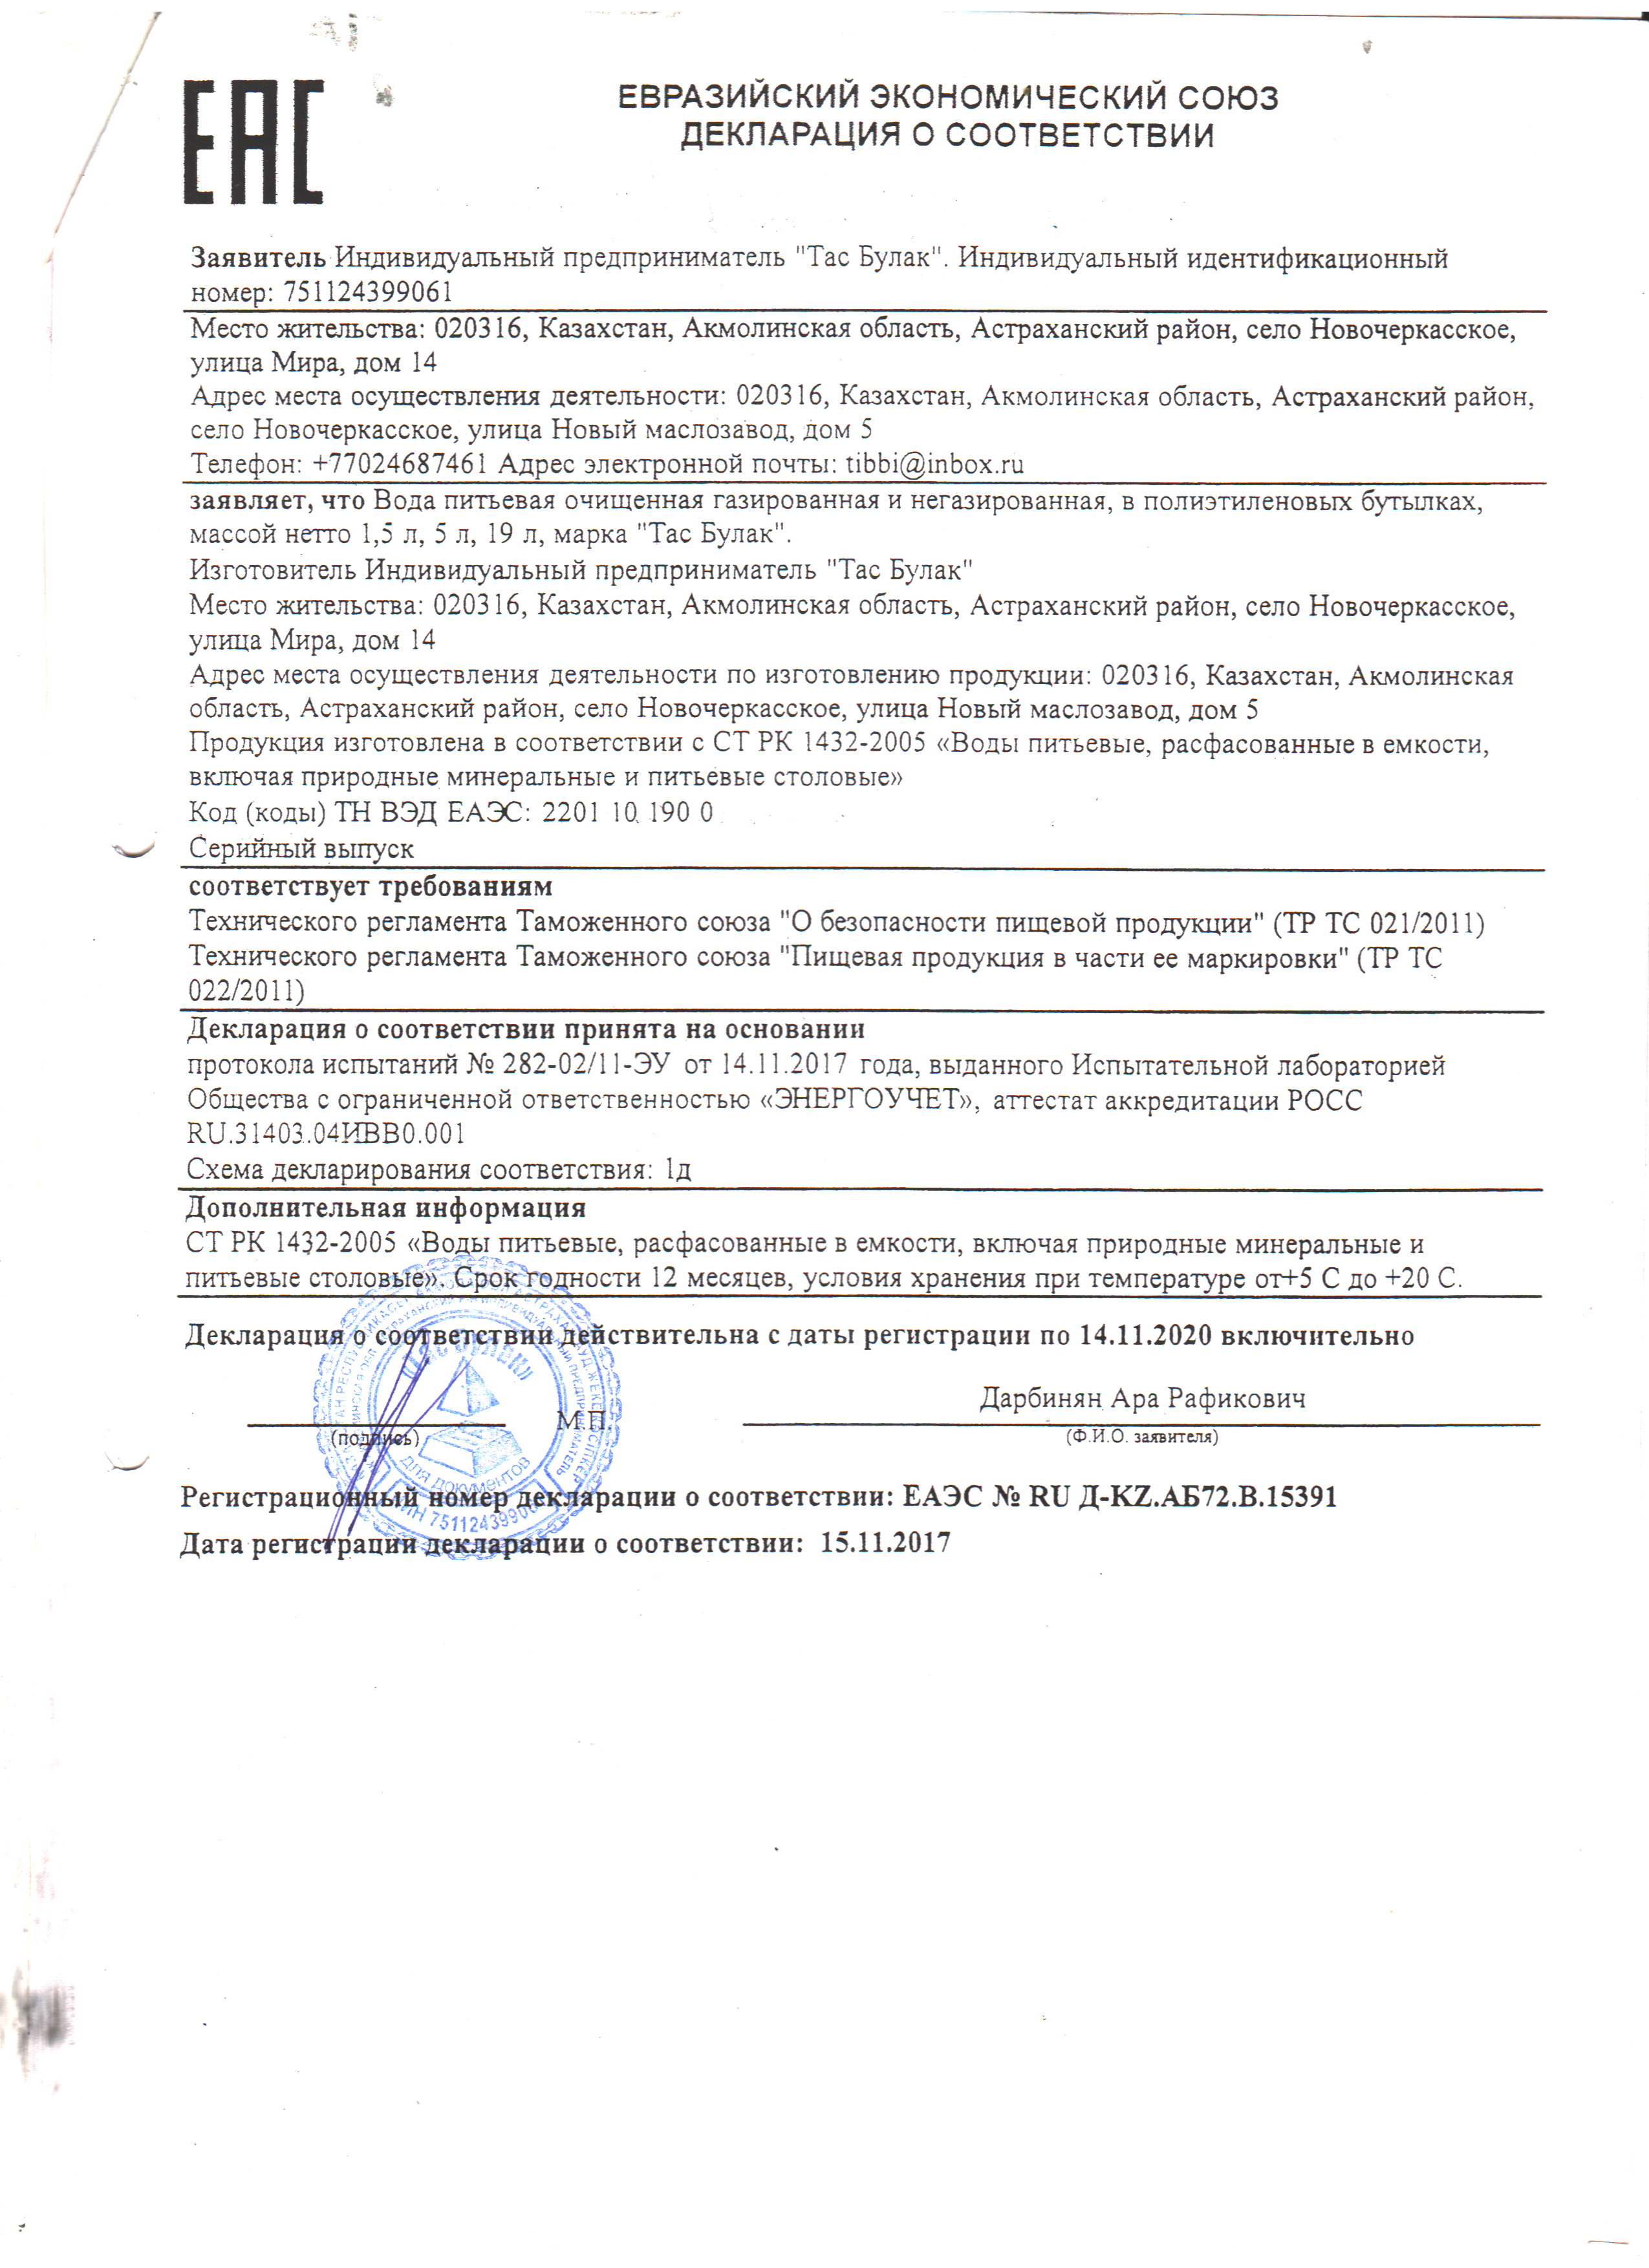 EAC
ЕВРАЗИЙСКИЙ ЭКОНОМИЧЕСКИЙ СОЮЗ
ДЕКЛАРАЦИЯ О СООТВЕТСТВИИ
Заявитель Индивидуальный предприниматель "Тас Булак". Индивидуальный идентификационный
номер: 751124399061
Место жительства: 020316, Казахстан, Акмолинская область, Астраханский район, село Новочеркасское,
улица Мира, дом 14
Адрес места осуществления деятельности: 020316, Казахстан, Акмолинская область, Астраханский район,
село Новочеркасское, улица Новый маслозавод, дом 5
Телефон: +77024687461 Адрес электронной почты: tibbi@inbox.ru
заявляет, что Вода питьевая очищенная газированная и негазированная, в полиэтиленовых бутылках,
массой нетто 1,5 л, 5 л, 19 л, марка "Тас Булак".
Изготовитель Индивидуальный предприниматель "Тас Булак"
Место жительства: 020316, Казахстан, Акмолинская область, Астраханский район, село Новочеркасское,
улица Мира, дом 14
Адрес места осуществления деятельности по изготовлению продукции: 020316, Казахстан, Акмолинская
область, Астраханский район, село Новочеркасское, улица Новый маслозавод, дом 5
Продукция изготовлена в соответствии с СТ РК 1432-2005 «Воды питьевые, расфасованные в емкости,
включая природные минеральные и питьевые столовые»
Код (коды) ТН ВЭД ЕАЭС: 2201 10 190 0
Серийный выпуск
соответствует требованиям
Технического регламента Таможенного союза "О безопасности пищевой продукции" (ТР ТС 021/2011)
Технического регламента Таможенного союза "Пищевая продукция в части ее маркировки" (ТР ТС
022/2011)
Декларация о соответствии принята на основании
протокола испытаний № 282-02/11-ЭУ от 14.11.2017 года, выданного Испытательной лабораторией
Общества с ограниченной ответственностью «ЭНЕРГОУЧЕТ», аттестат аккредитации РОСС
RU.31403.04ИВВ0.001
Схема декларирования соответствия: 1д
Дополнительная информация
СТ РК 1432-2005 «Воды питьевые, расфасованные в емкости, включая природные минеральные и
питьевые столовые». Срок годности 12 месяцев, условия хранения при температуре от+5 С до +20 С.
Декларация о соответствии действительна с даты регистрации по 14.11.2020 включительно
Дарбинян Ара Рафикович
М.П.
(подпись)
(Ф.И.О. заявителя)
ДЛЯ ДОКУМЕНТОВ
Регистрационный номер декларации о соответствии: ЕАЭС № RU Д-KZ.АБ72.В.15391
Дата регистрации декларации о соответствии: 15.11.2017